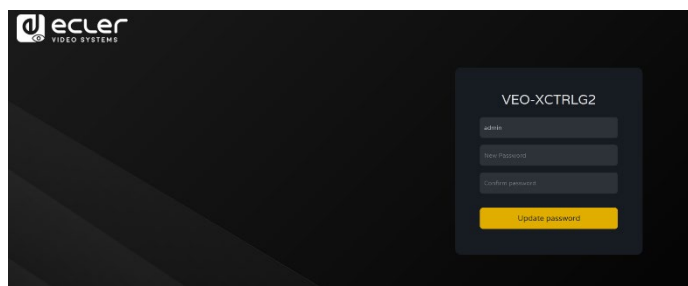 ecler
VIDEO SYSTEMS
VEO-XCTRLG2
admin
New Password
Confirm password
Update password